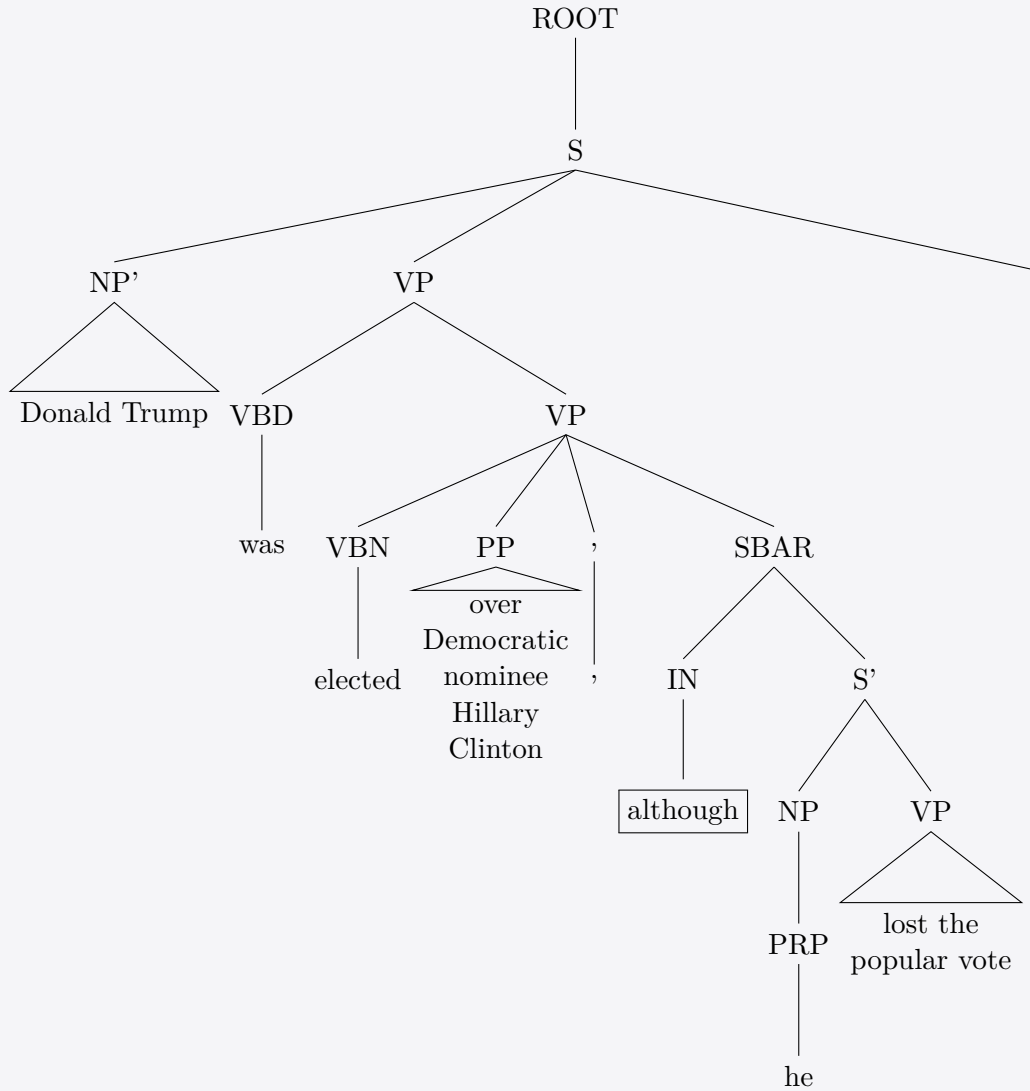 ROOT
S
NP’ VP
Donald Trump VBD VP
was VBN PP , SBAR
over
Democratic
elected nominee , IN S’
Hillary
Clinton
although NP VP
lost the
PRP popular vote
he